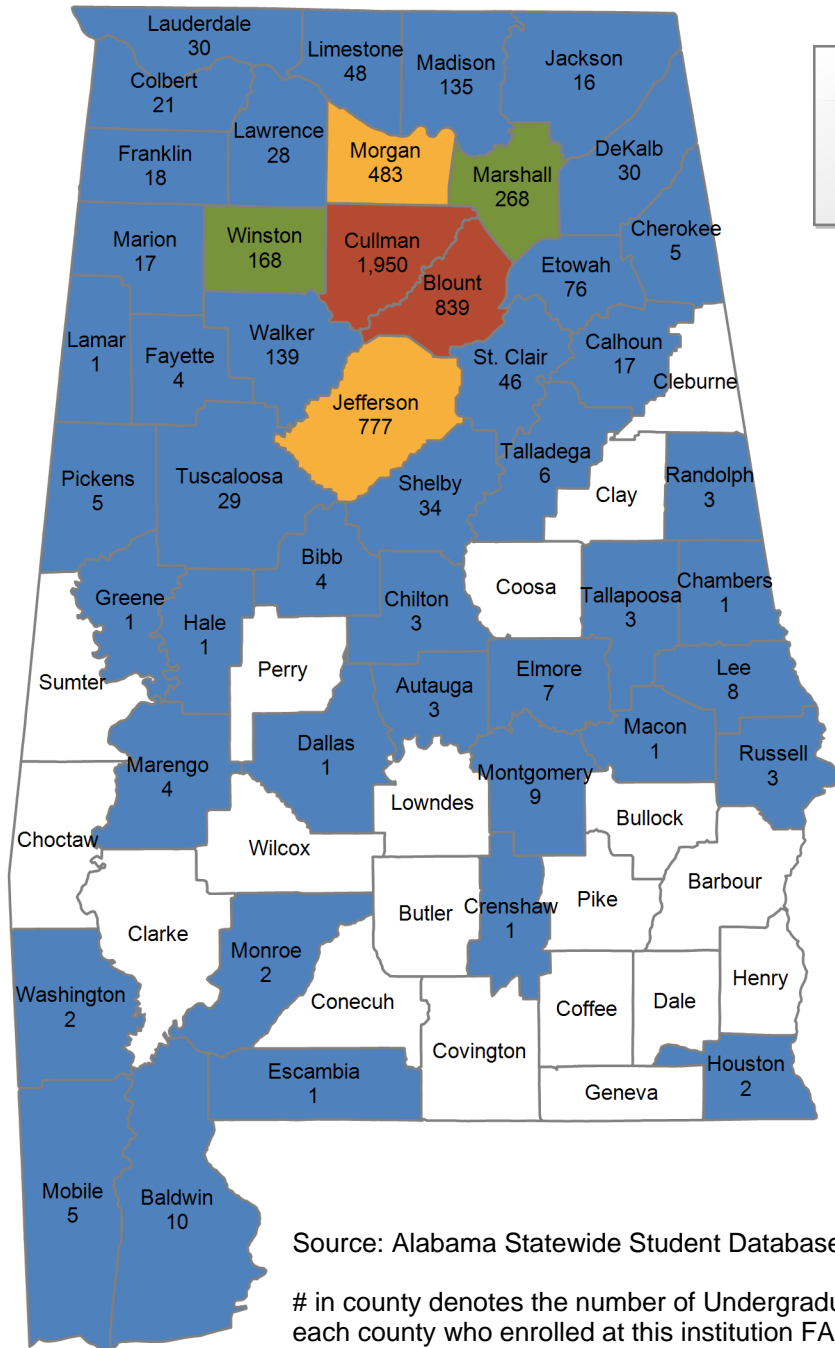 Lauderdale
30
Limestone
48
Madison
135
Jackson
16
Colbert
21
Lawrence
28
Franklin
18
Morgan
483
Marshall
268
DeKalb
30
Marion
17
Winston
168
Cullman
1,950
Blount
839
Cherokee
5
Etowah
76
Lamar
1
Fayette
4
Walker
139
St. Clair
46
Calhoun
17
Cleburne
Jefferson
777
Pickens
5
Tuscaloosa
29
Shelby
34
Talladega
6
Clay
Randolph
3
Bibb
4
Chilton
3
Coosa
Tallapoosa
3
Chambers
1
Greene
1
Hale
1
Perry
Sumter
Autauga
3
Elmore
7
Lee
8
Macon
1
Russell
3
Marengo
4
Dallas
1
Lowndes
Montgomery
9
Bullock
Choctaw
Wilcox
Clarke
Butler
Crenshaw
1
Pike
Barbour
Monroe
2
Washington
2
Conecuh
Covington
Coffee
Dale
Henry
Escambia
1
Geneva
Houston
2
Mobile
5
Baldwin
10
Source: Alabama Statewide Student Database
# in county denotes the number of Undergradu
each county who enrolled at this institution FA